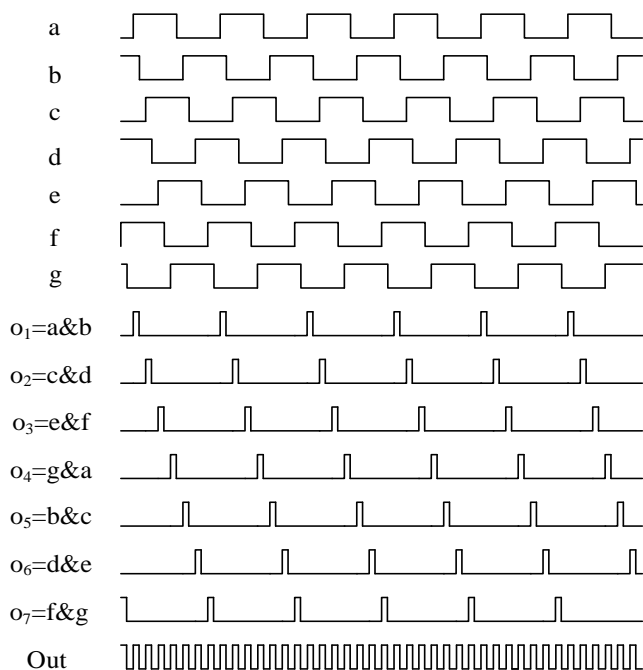 a
b
c
d
e
f
g
o₁=a&b
o₂=c&d
o₃=e&f
o₄=g&a
o₅=b&c
o₆=d&e
o₇=f&g
Out